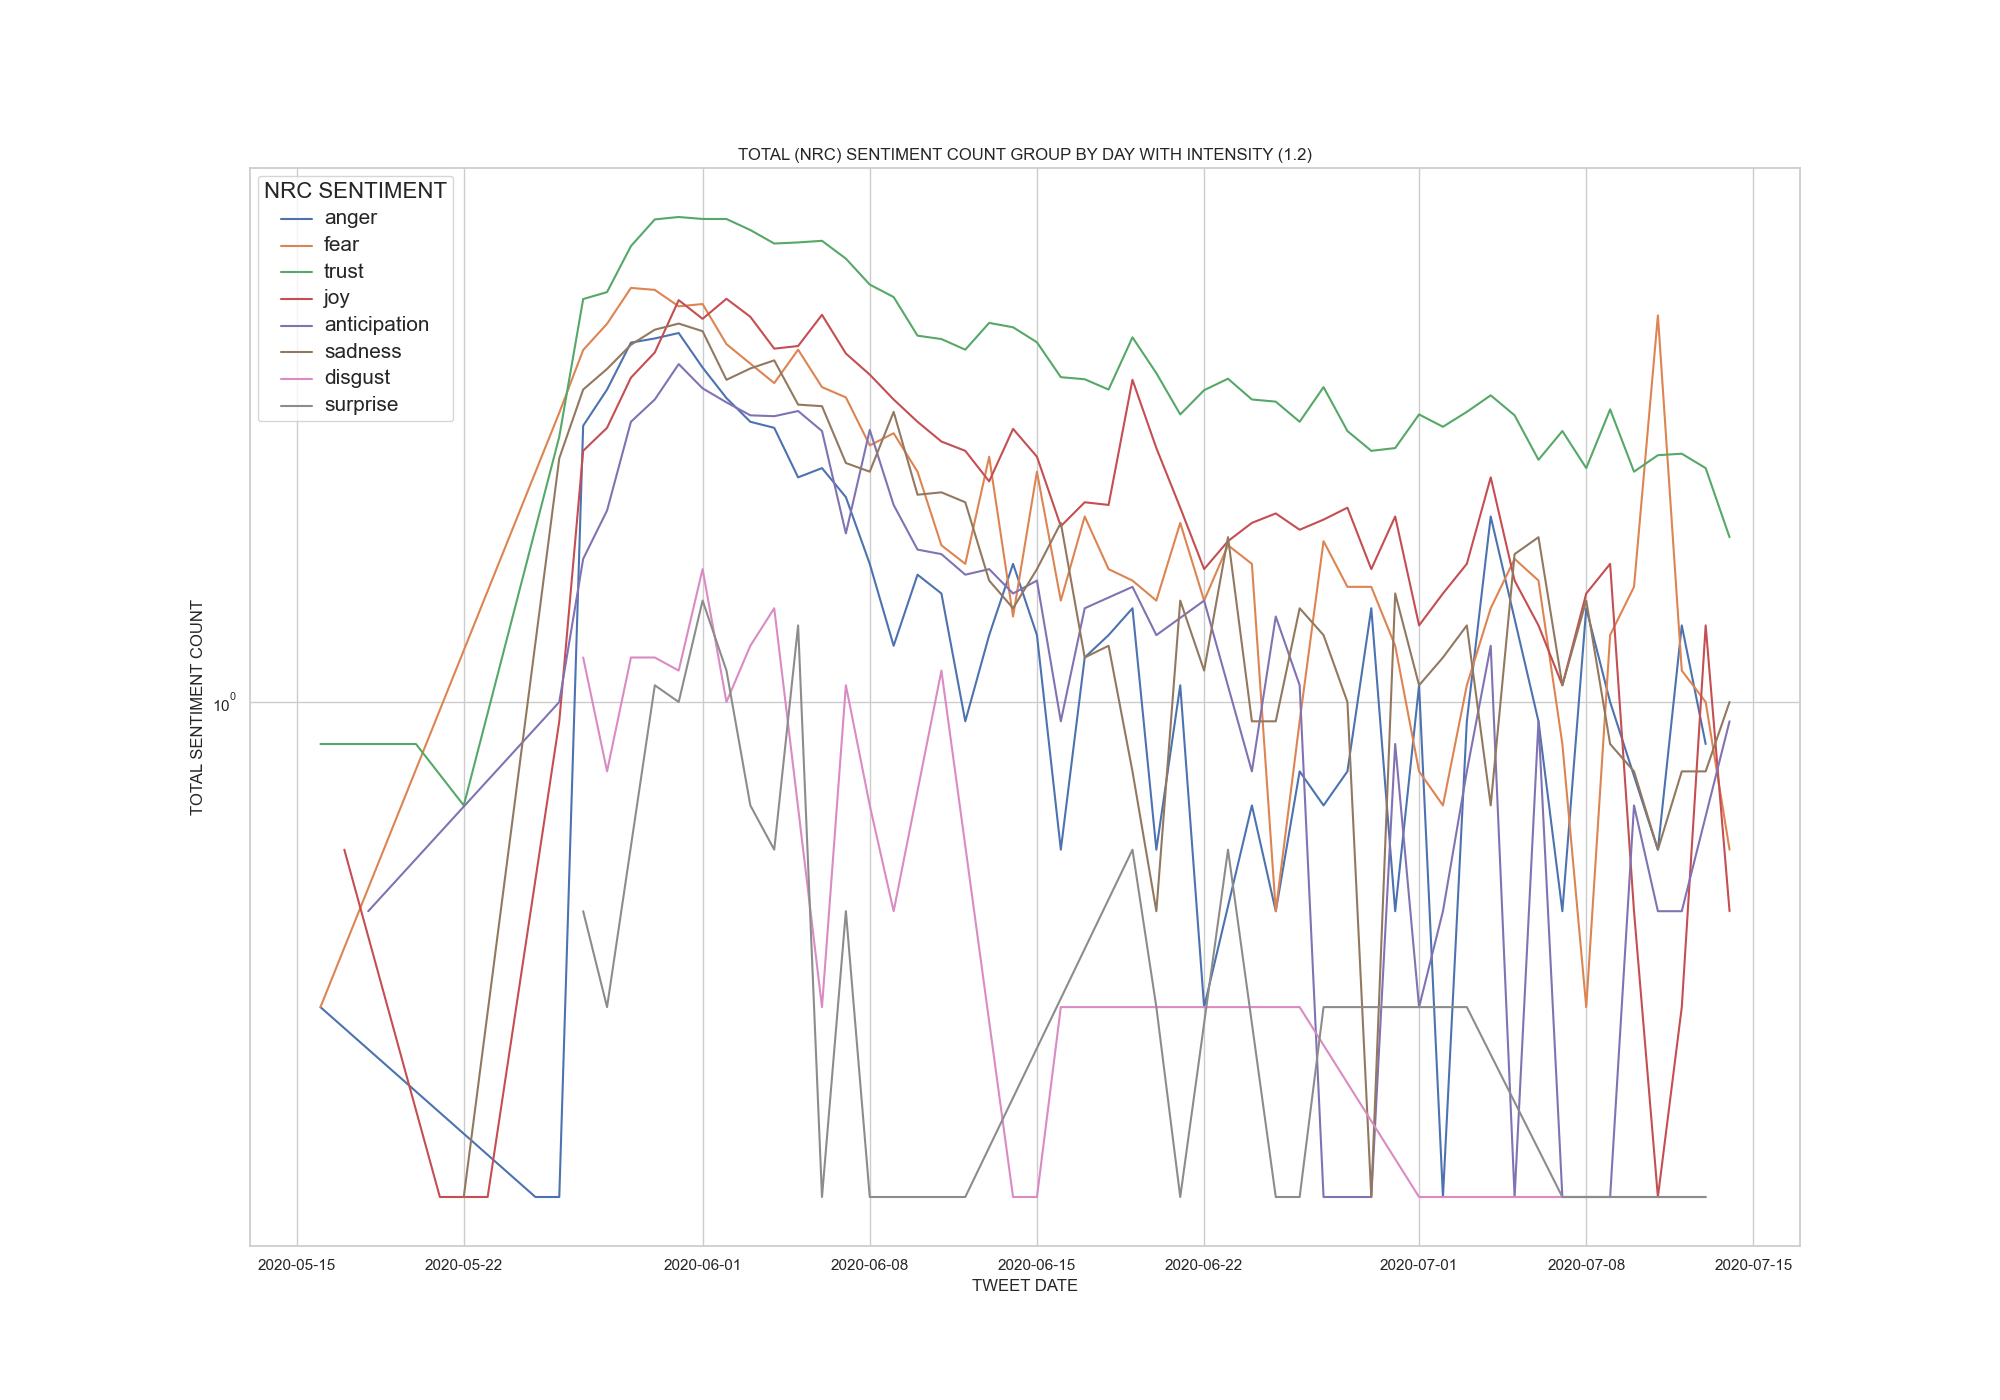 TOTAL (NRC) SENTIMENT COUNT GROUP BY DAY WITH INTENSITY (1.2)
NRC SENTIMENT
anger
fear
trust
joy
anticipation
sadness
disgust
surprise
TOTAL SENTIMENT COUNT
10^0
2020-05-15 2020-05-22 2020-06-01 2020-06-08 2020-06-15 2020-06-22 2020-07-01 2020-07-08 2020-07-15
TWEET DATE